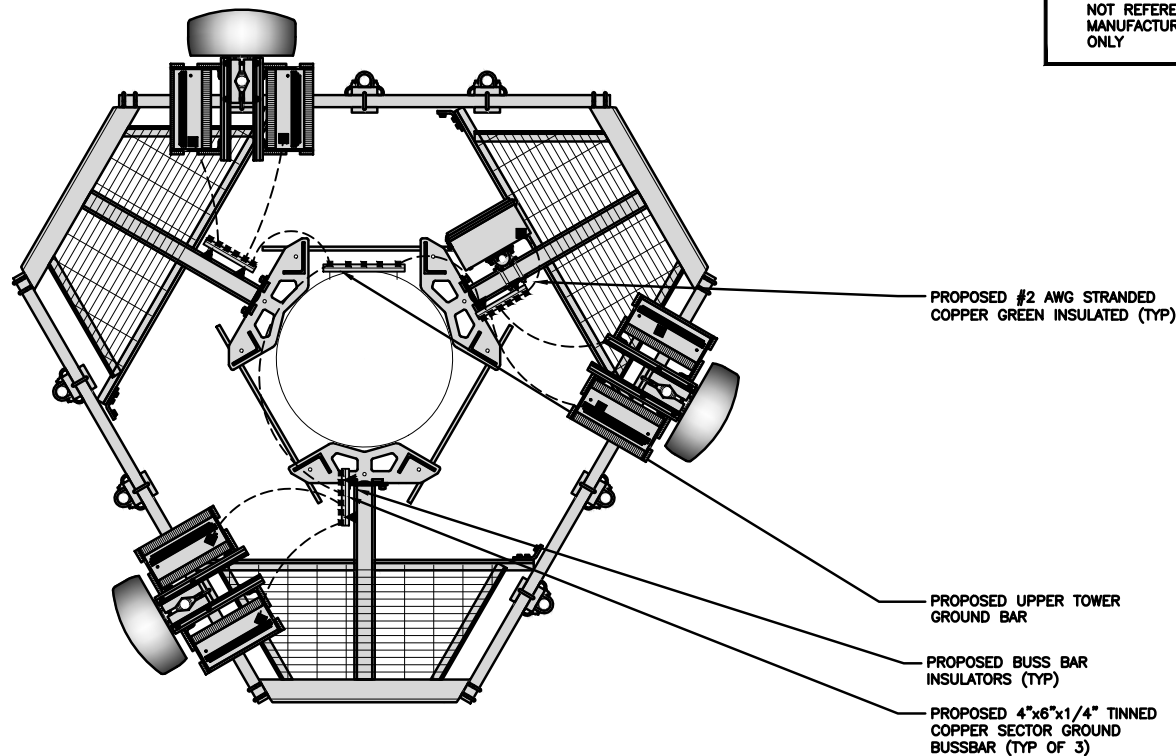 NOT REFERE
MANUFACTUR
ONLY
PROPOSED #2 AWG STRANDED
COPPER GREEN INSULATED (TYP)
PROPOSED UPPER TOWER
GROUND BAR
PROPOSED BUSS BAR
INSULATORS (TYP)
PROPOSED 4"x6"x1/4" TINNED
COPPER SECTOR GROUND
BUSSBAR (TYP OF 3)